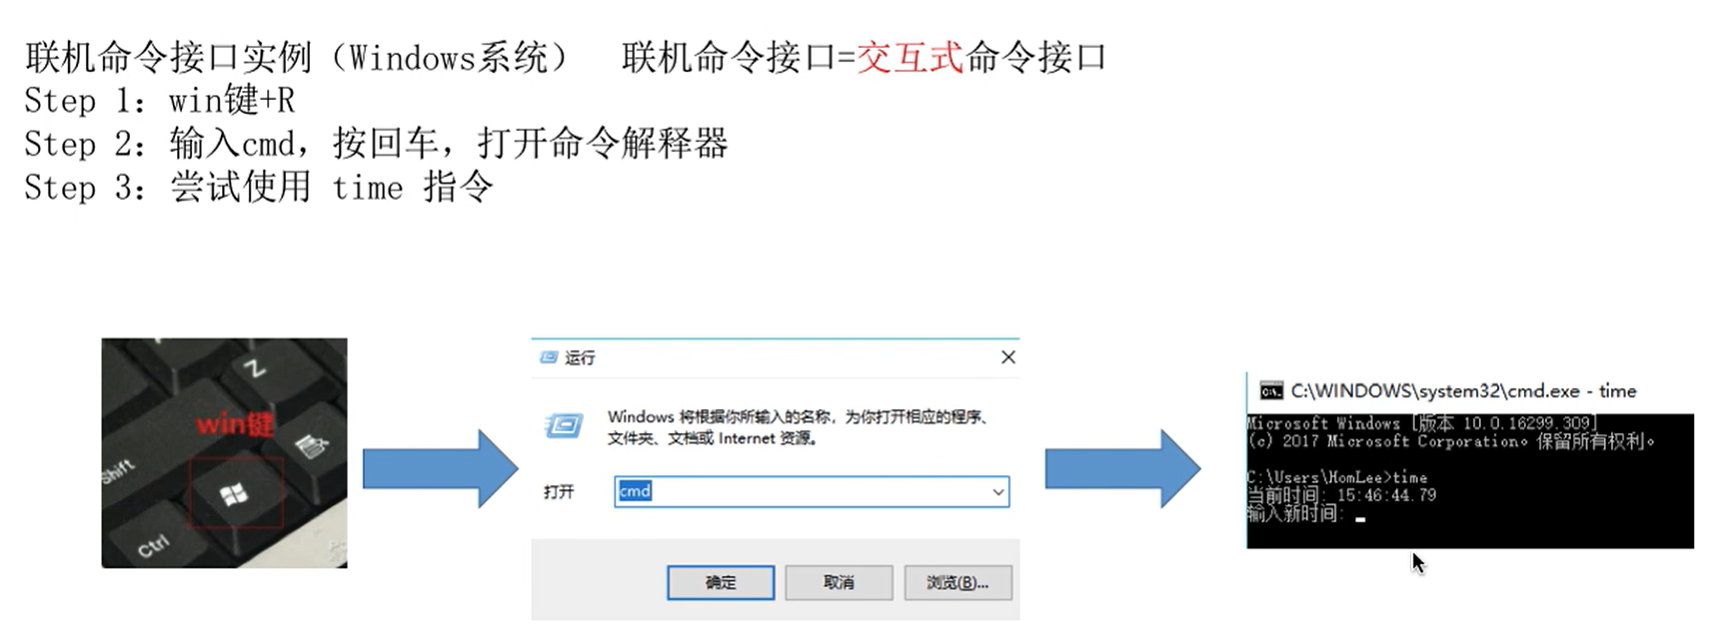 联机命令接口实例（Windows系统） 联机命令接口=交互式命令接口
Step 1：win键+R
Step 2：输入cmd，按回车，打开命令解释器
Step 3：尝试使用 time 指令
Z
win键
Shift
Ctrl
运行
Windows 将根据你所输入的名称，为你打开相应的程序、
文件夹、文档或 Internet 资源。
打开
cmd
确定
取消
浏览(B)...
C:\WINDOWS\system32\cmd.exe - time
Microsoft Windows [版本 10.0.16299.309]
(c) 2017 Microsoft Corporation。保留所有权利。
C:\Users\HomLee>time
当前时间: 15:46:44.79
输入新时间: